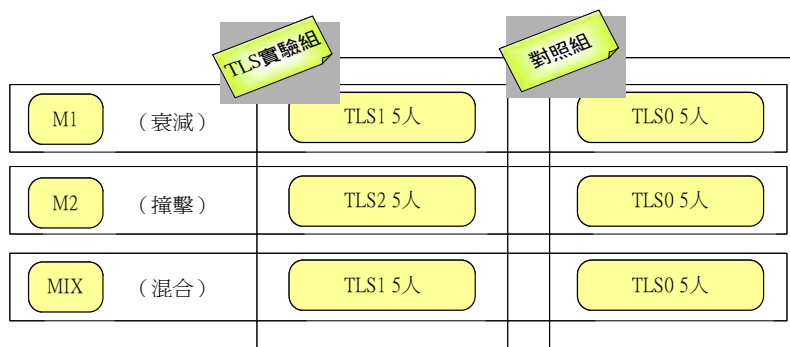 TLS實驗組
對照組
M1 （衰減） TLS1 5人 TLS0 5人
M2 （撞擊） TLS2 5人 TLS0 5人
MIX （混合） TLS1 5人 TLS0 5人